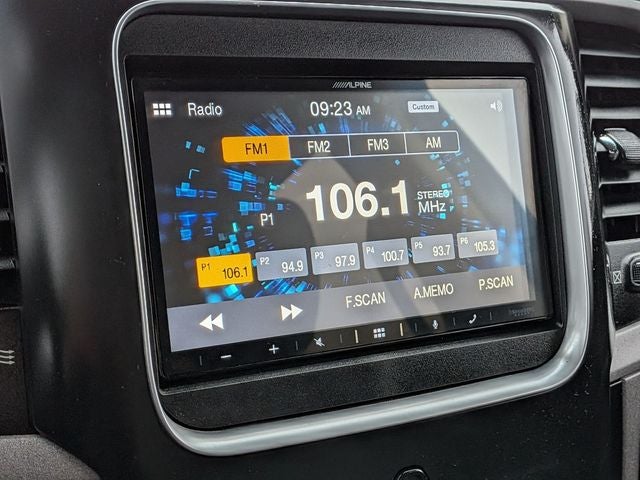 ALPINE
Radio 09:23 AM Custom
FM1 FM2 FM3 AM
P1 106.1 STEREO MHz
P1 106.1 P2 94.9 P3 97.9 P4 100.7 P5 93.7 P6 105.3
F.SCAN A.MEMO P.SCAN